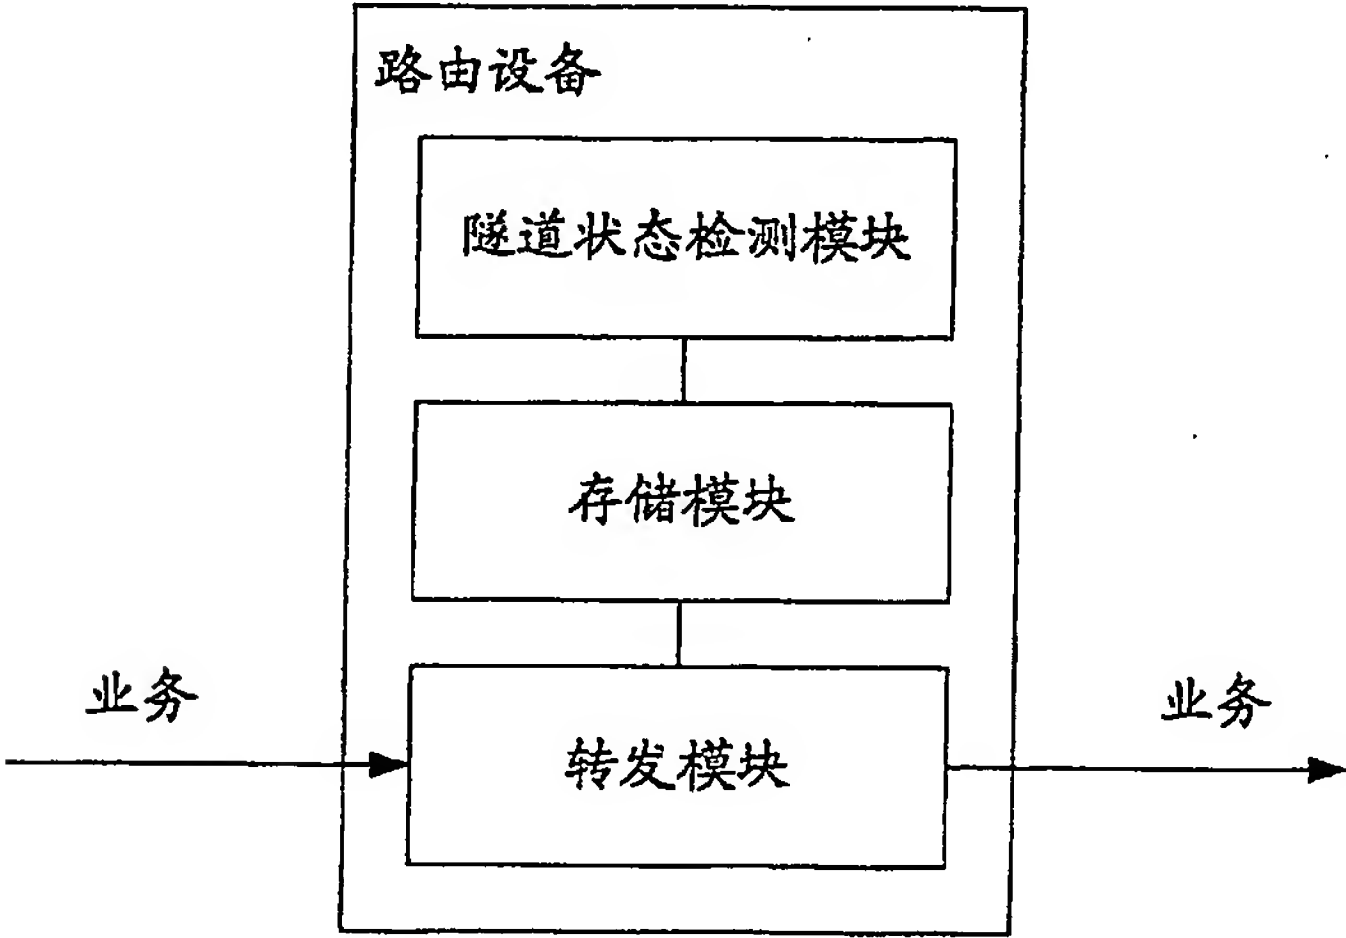 路由设备
隧道状态检测模块
存储模块
业务
业务
转发模块